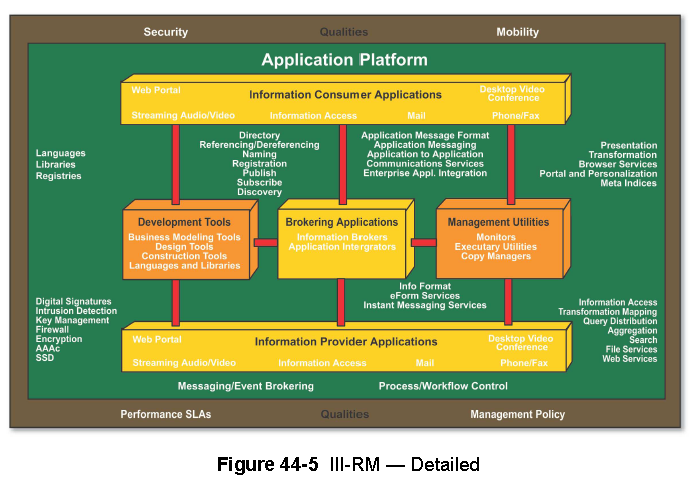 Security Qualities Mobility
Application Platform
Web Portal
Information Consumer Applications
Desktop Video
Conference
Streaming Audio/Video Information Access Mail Phone/Fax
Languages
Libraries
Registries
Directory
Referencing/Dereferencing
Naming
Registration
Publish
Subscribe
Discovery
Application Message Format
Application Messaging
Application to Application
Communications Services
Enterprise Appl. Integration
Presentation
Transformation
Browser Services
Portal and Personalization
Meta Indices
Development Tools
Business Modeling Tools
Design Tools
Construction Tools
Languages and Libraries
Brokering Applications
Information Brokers
Application Intergrators
Management Utilities
Monitors
Executary Utilities
Copy Managers
Info Format
eForm Services
Instant Messaging Services
Digital Signatures
Intrusion Detection
Key Management
Firewall
Encryption
AAAc
SSD
Information Access
Transformation Mapping
Query Distribution
Aggregation
Search
File Services
Web Services
Web Portal
Information Provider Applications
Desktop Video
Conference
Streaming Audio/Video Information Access Mail Phone/Fax
Messaging/Event Brokering Process/Workflow Control
Performance SLAs Qualities Management Policy
Figure 44-5 III-RM — Detailed